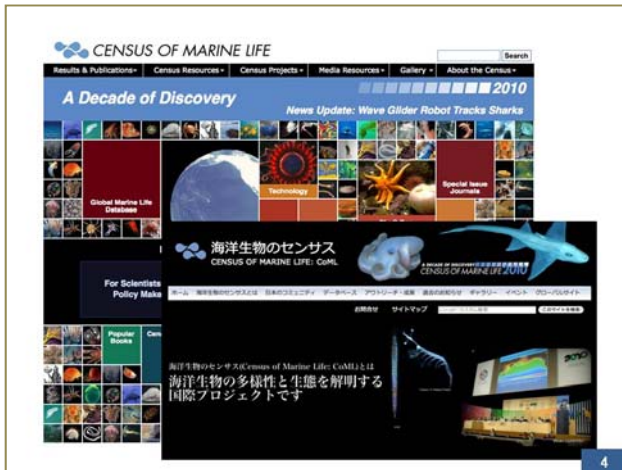 CENSUS OF MARINE LIFE
Search
Results & Publications Census Resources Census Projects Media Resources Gallery About the Census
2010
A Decade of Discovery
News Update: Wave Glider Robot Tracks Sharks
Global Marine Life
Database
Technology
Special Issue
Journals
For Scientists
Policy Make
Popular
Books
海洋生物のセンサス
CENSUS OF MARINE LIFE: CoML
A DECADE OF DISCOVERY
CENSUS OF MARINE LIFE 2010
ホーム 海洋生物のセンサスとは 日本のコミュニティ データベース アウトリーチ・成果 過去のお知らせ ギャラリー イベント グローバルサイト
お問合せ サイトマップ
海洋生物のセンサス(Census of Marine Life: CoML)とは
海洋生物の多様性と生態を解明する
国際プロジェクトです
4